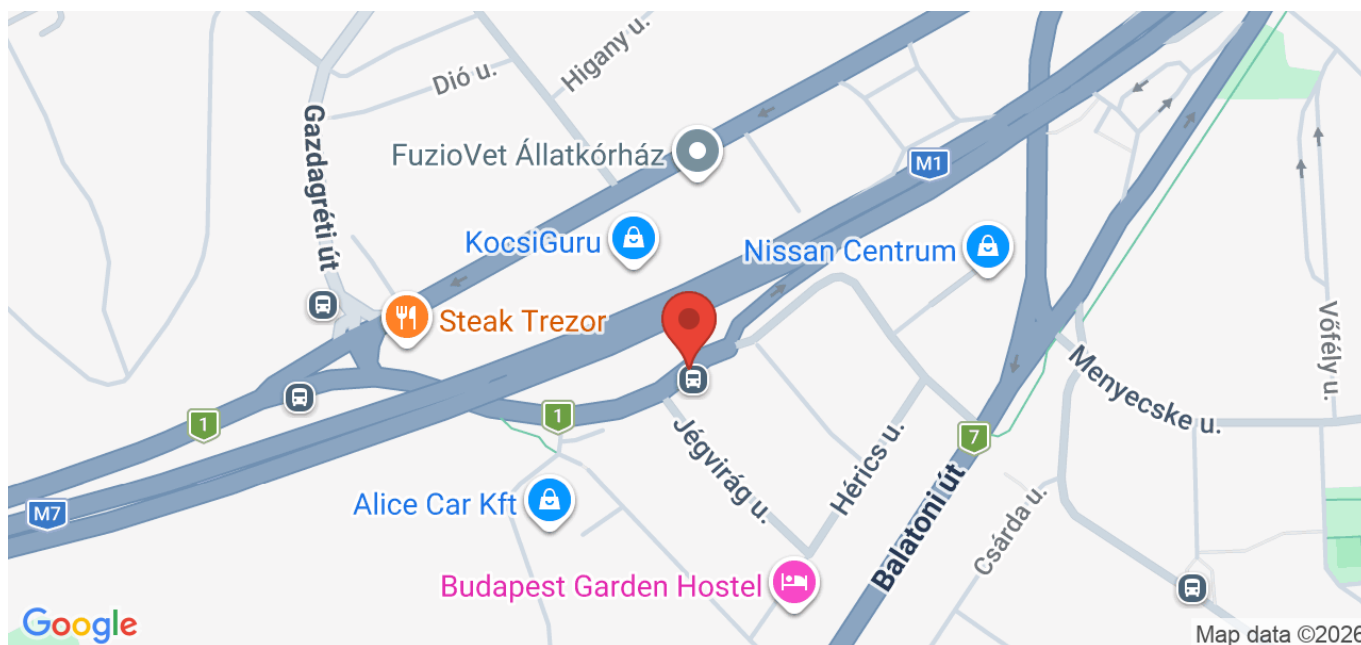 Dió u.
Higany u.
Gazdagréti út
FuzioVet Állatkórház
M1
KocsiGuru
Nissan Centrum
Steak Trezor
Vőfély u.
Menyecske u.
1
1
7
Jégvirág u.
Hérics u.
Balatoni út
Csárda u.
M7
Alice Car Kft
Budapest Garden Hostel
Google
Map data ©2026